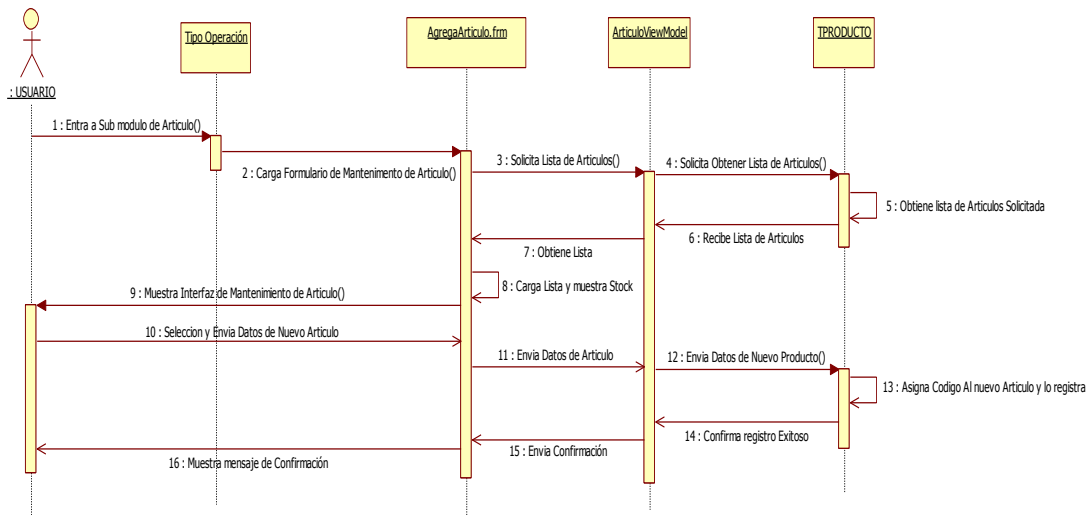 Tipo Operación
AgregaArticulo.frm
ArticuloViewModel
TPRODUCTO
: USUARIO
1 : Entra a Sub modulo de Articulo()
2 : Carga Formulario de Mantenimiento de Articulo()
3 : Solicita Lista de Articulos()
4 : Solicita Obtener Lista de Articulos()
5 : Obtiene lista de Articulos Solicitada
6 : Recibe Lista de Articulos
7 : Obtiene Lista
8 : Carga Lista y muestra Stock
9 : Muestra Interfaz de Mantenimiento de Articulo()
10 : Seleccion y Envia Datos de Nuevo Articulo
11 : Envia Datos de Articulo
12 : Envia Datos de Nuevo Producto()
13 : Asigna Codigo Al nuevo Articulo y lo registra
14 : Confirma registro Exitoso
15 : Envia Confirmación
16 : Muestra mensaje de Confirmación